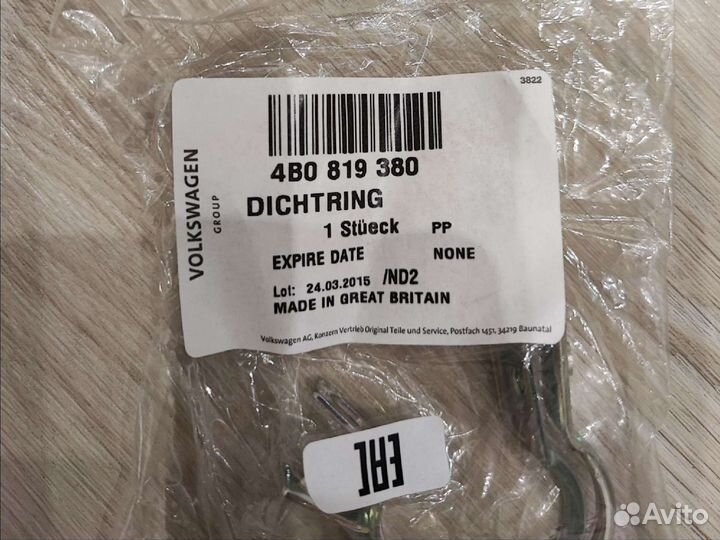 3822
VOLKSWAGEN
GROUP
4B0 819 380
DICHTRING
1 Stüeck PP
EXPIRE DATE NONE
Lot: 24.03.2015 /ND2
MADE IN GREAT BRITAIN
Volkswagen AG, Konzern Vertrieb Original Teile und Service, Postfach 1451, 34219 Baunatal
EAC
Avito